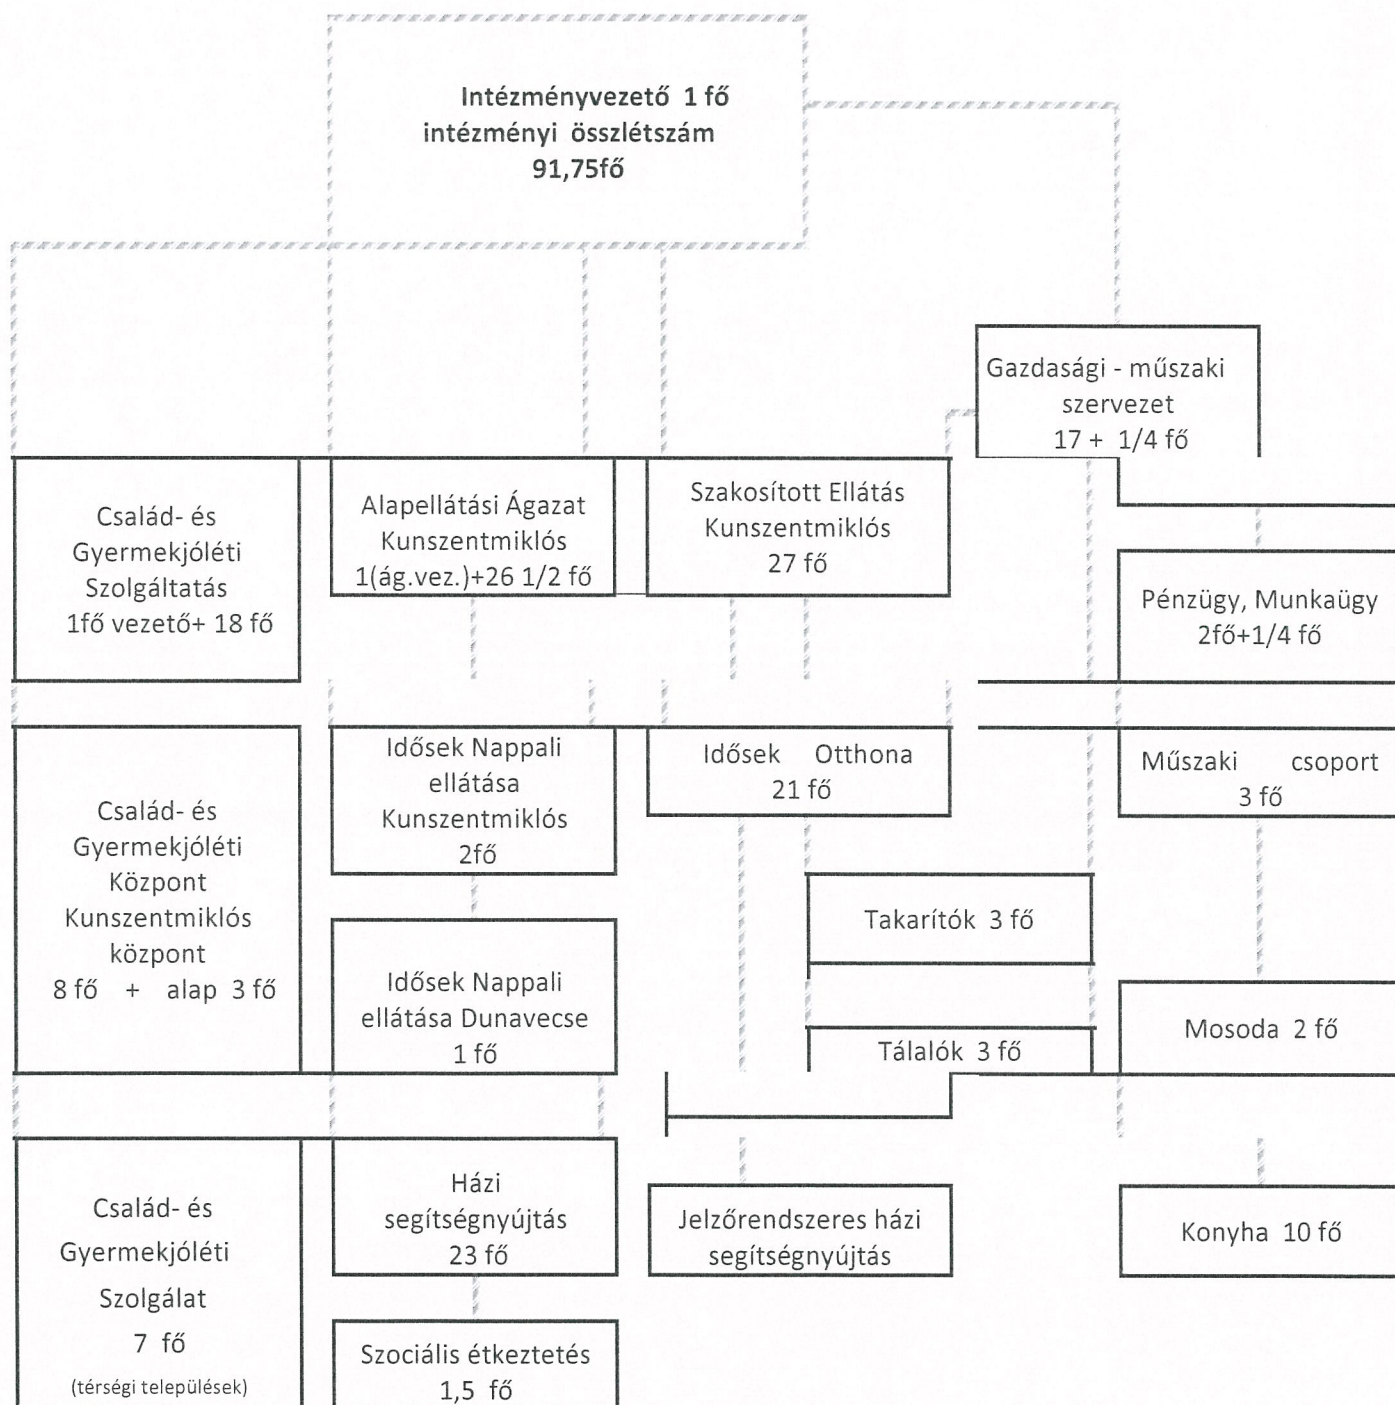 Intézményvezető 1 fő
intézményi összlétszám
91,75fő
Gazdasági - műszaki
szervezet
17 + 1/4 fő
Család- és
Gyermekjóléti
Szolgáltatás
1fő vezető+ 18 fő
Alapellátási Ágazat
Kunszentmiklós
1(ág.vez.)+26 1/2 fő
Szakosított Ellátás
Kunszentmiklós
27 fő
Pénzügy, Munkaügy
2fő+1/4 fő
Család- és
Gyermekjóléti
Központ
Kunszentmiklós
központ
8 fő + alap 3 fő
Idősek Nappali
ellátása
Kunszentmiklós
2fő
Idősek Otthona
21 fő
Műszaki csoport
3 fő
Takarítók 3 fő
Idősek Nappali
ellátása Dunavecse
1 fő
Tálalók 3 fő
Mosoda 2 fő
Család- és
Gyermekjóléti
Szolgálat
7 fő
(térségi települések)
Házi
segítségnyújtás
23 fő
Jelzőrendszeres házi
segítségnyújtás
Konyha 10 fő
Szociális étkeztetés
1,5 fő